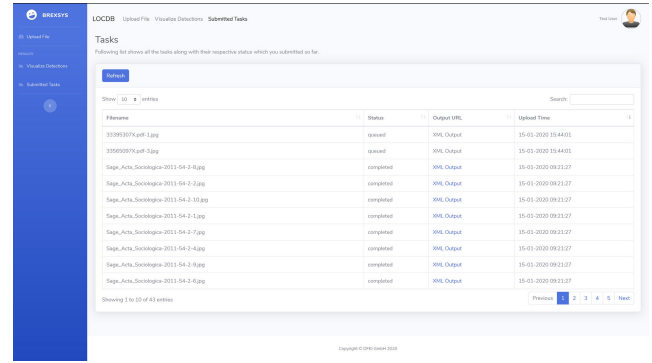 BREXSYS
LOCDB Upload File Visualize Detections Submitted Tasks
Test User
Upload File
Visualize Detections
Submitted Tasks
Tasks
Following list shows all the tasks along with their respective status which you submitted so far.
Refresh
Show 10 entries
Search:
Filename Status Output URL Upload Time
33395307X.pdf-1.jpg queued XML Output 15-01-2020 15:44:01
33565097X.pdf-3.jpg queued XML Output 15-01-2020 15:44:01
Sage_Acta_Sociologica-2011-54-2-8.jpg completed XML Output 15-01-2020 09:21:27
Sage_Acta_Sociologica-2011-54-2-2.jpg completed XML Output 15-01-2020 09:21:27
Sage_Acta_Sociologica-2011-54-2-10.jpg completed XML Output 15-01-2020 09:21:27
Sage_Acta_Sociologica-2011-54-2-1.jpg completed XML Output 15-01-2020 09:21:27
Sage_Acta_Sociologica-2011-54-2-7.jpg completed XML Output 15-01-2020 09:21:27
Sage_Acta_Sociologica-2011-54-2-4.jpg completed XML Output 15-01-2020 09:21:27
Sage_Acta_Sociologica-2011-54-2-9.jpg completed XML Output 15-01-2020 09:21:27
Sage_Acta_Sociologica-2011-54-2-6.jpg completed XML Output 15-01-2020 09:21:27
Showing 1 to 10 of 43 entries
Previous 1 2 3 4 5 Next